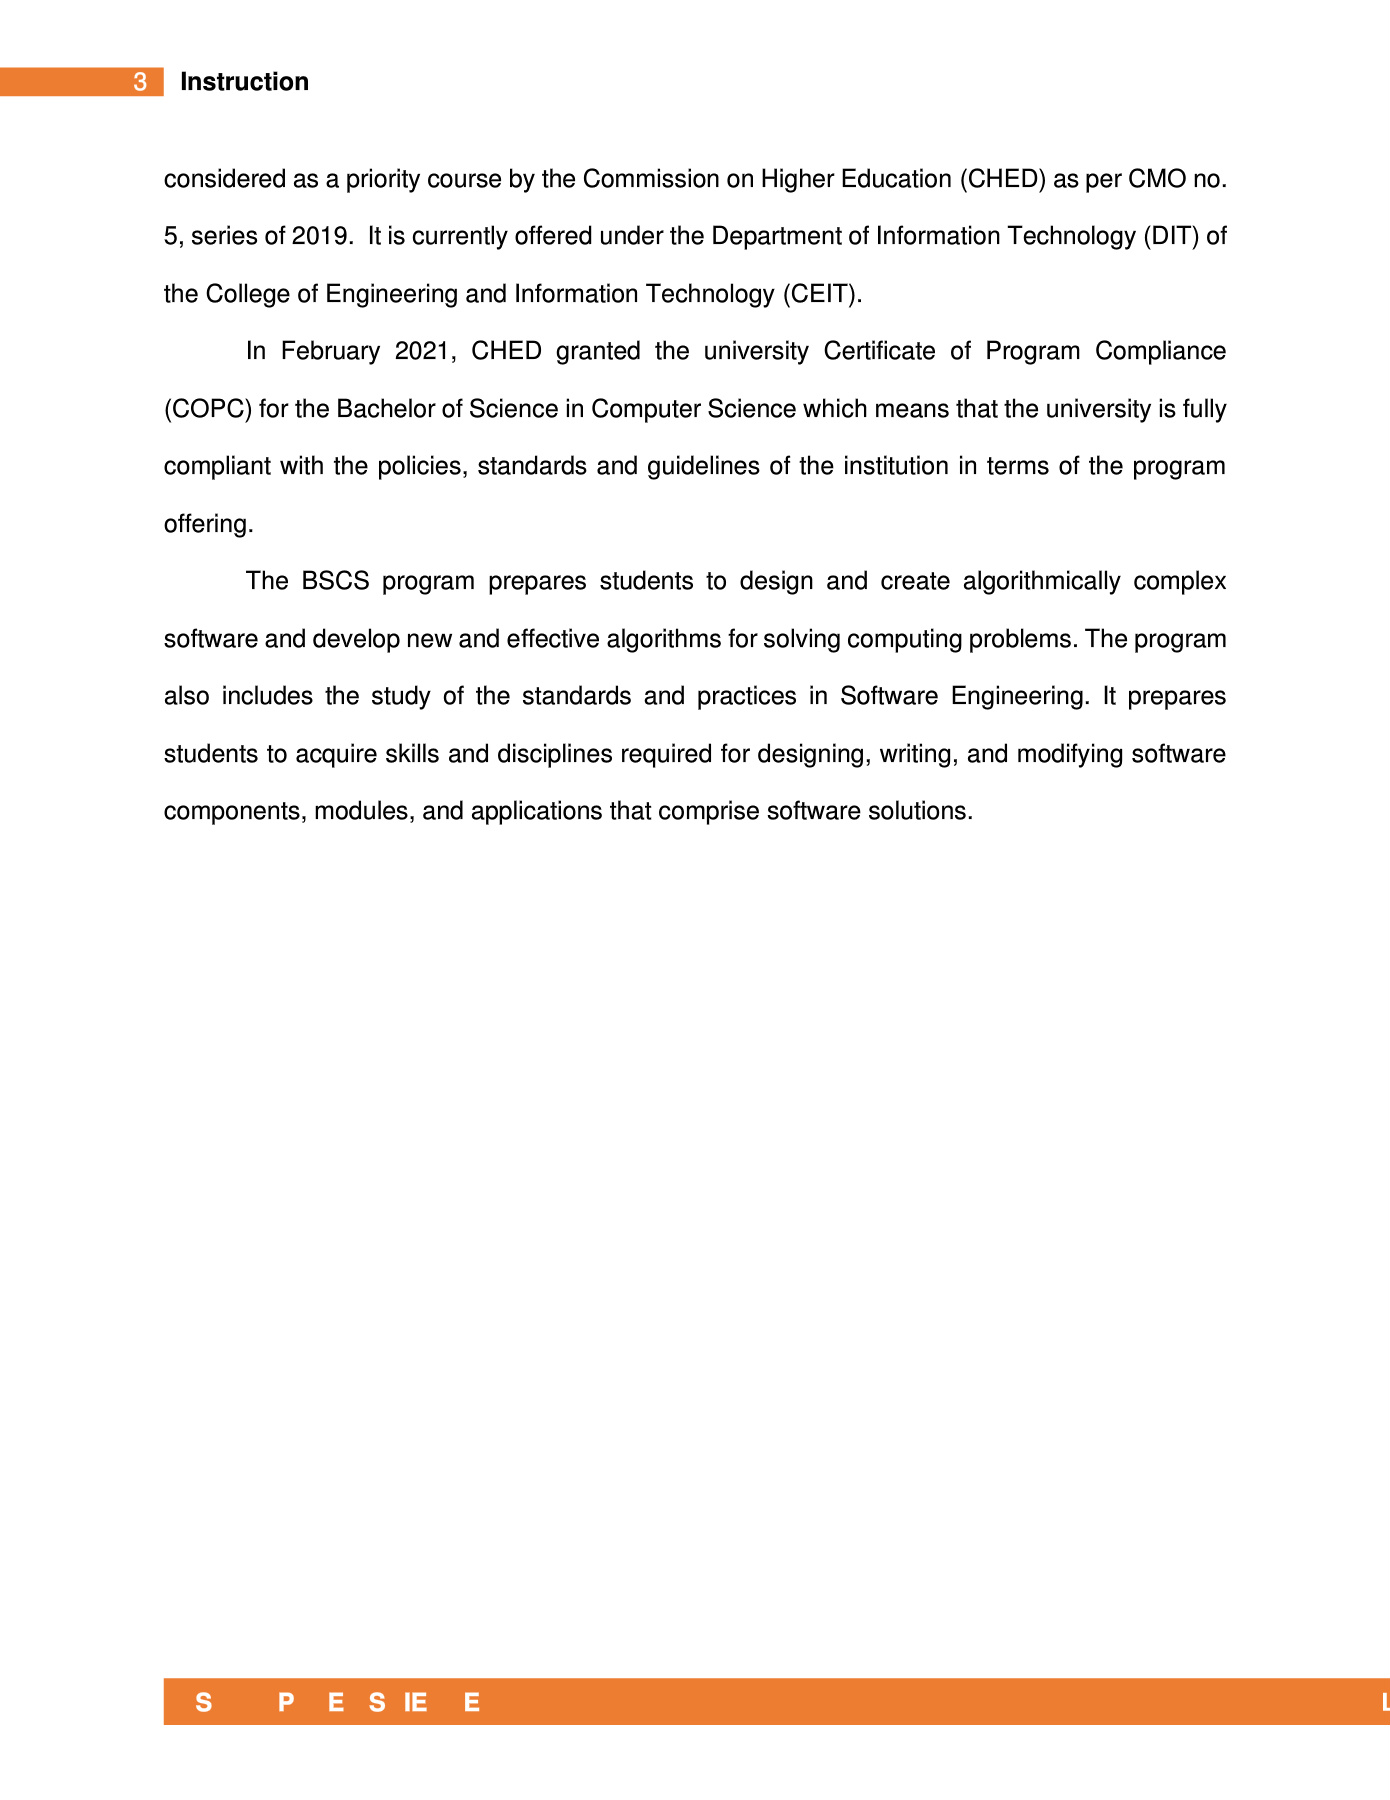 3 Instruction
considered as a priority course by the Commission on Higher Education (CHED) as per CMO no.
5, series of 2019. It is currently offered under the Department of Information Technology (DIT) of
the College of Engineering and Information Technology (CEIT).
In February 2021, CHED granted the university Certificate of Program Compliance
(COPC) for the Bachelor of Science in Computer Science which means that the university is fully
compliant with the policies, standards and guidelines of the institution in terms of the program
offering.
The BSCS program prepares students to design and create algorithmically complex
software and develop new and effective algorithms for solving computing problems. The program
also includes the study of the standards and practices in Software Engineering. It prepares
students to acquire skills and disciplines required for designing, writing, and modifying software
components, modules, and applications that comprise software solutions.
S P E S IE E